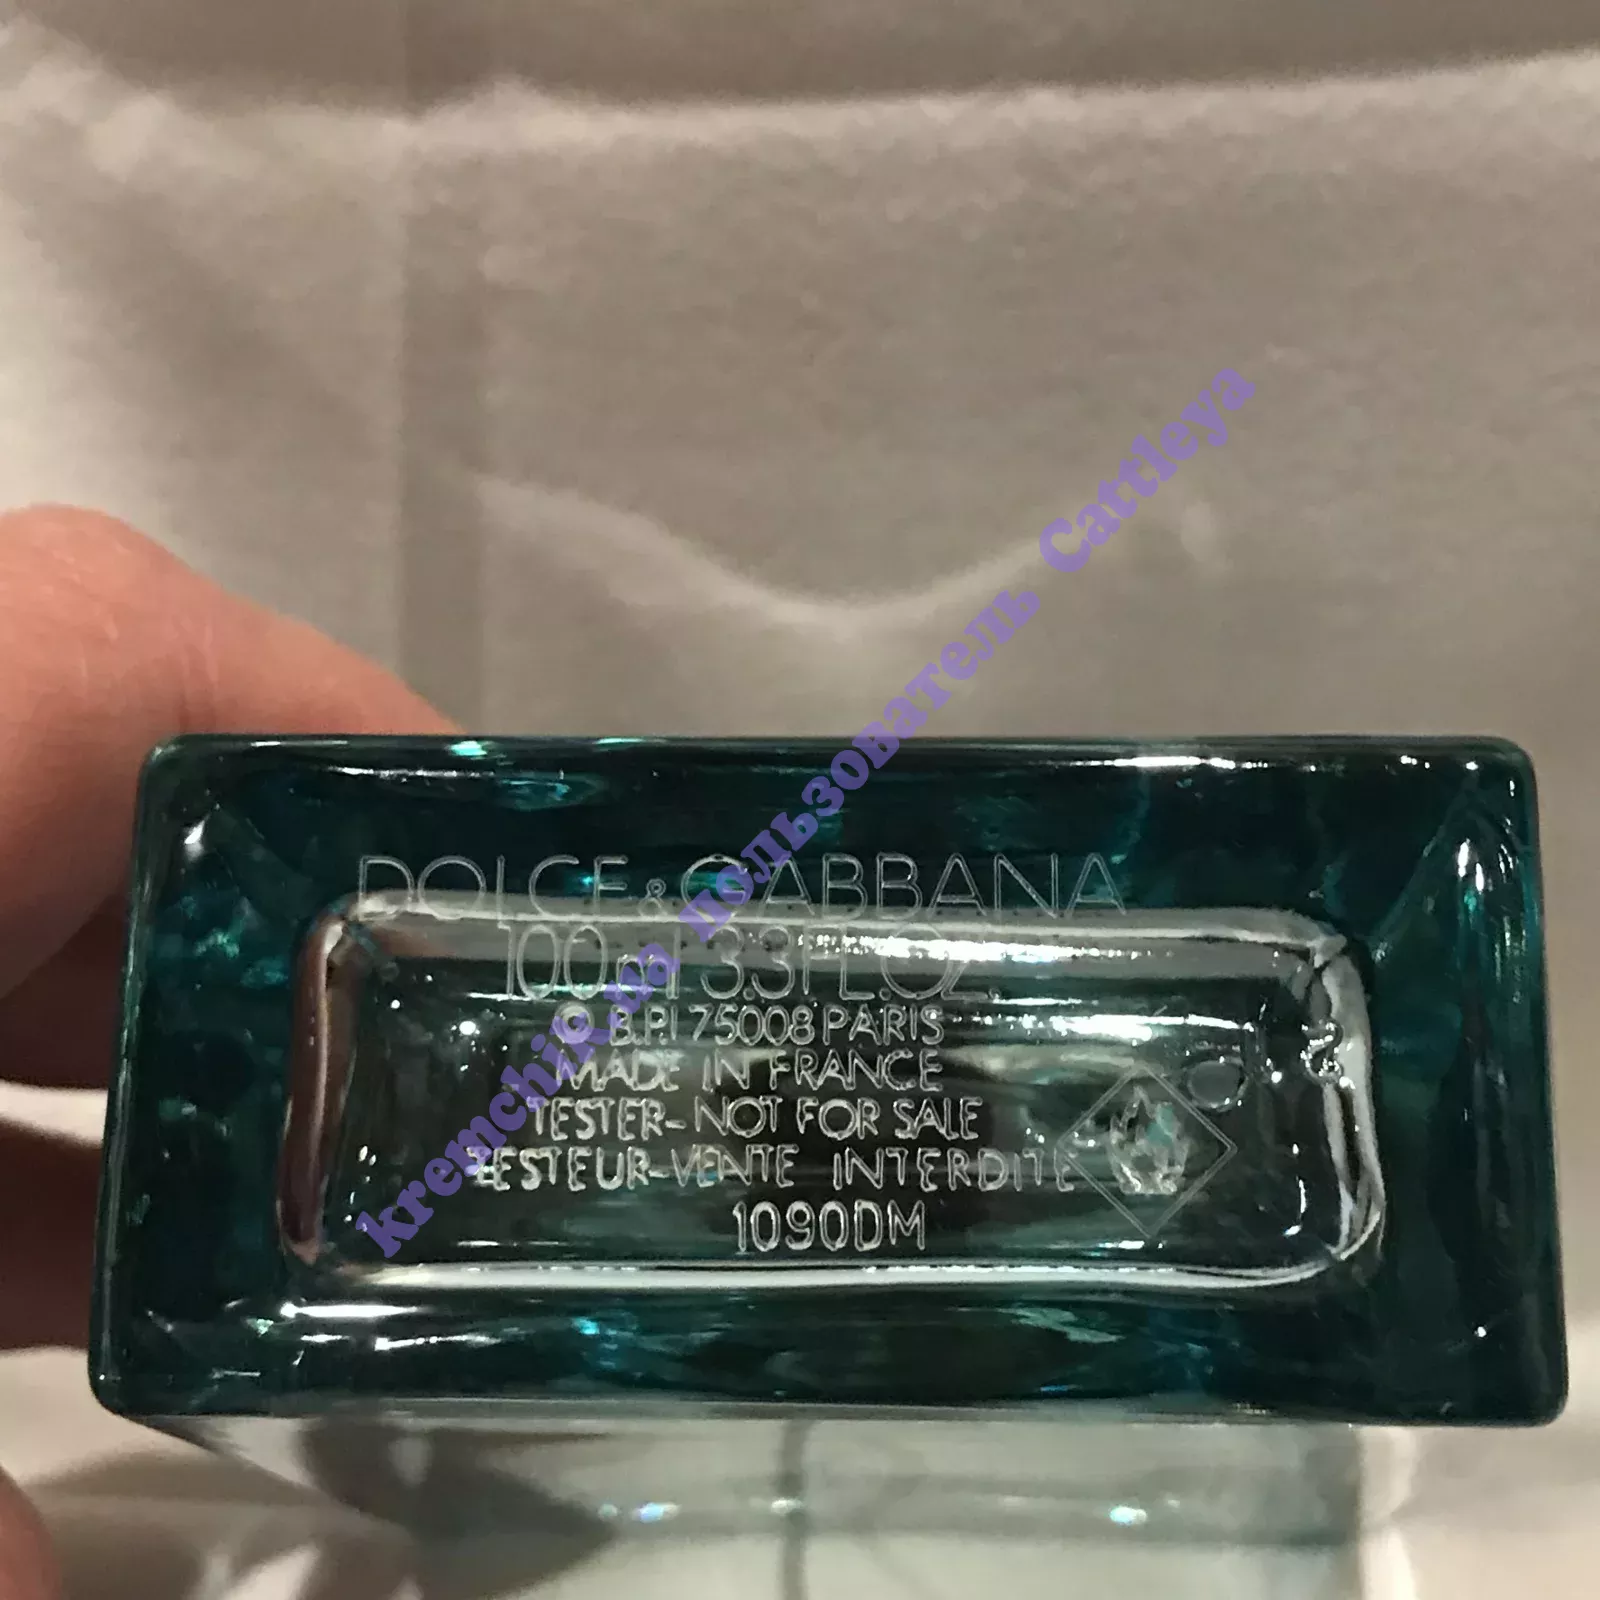 DOLCE & GABBANA
100ml 3.3FL.OZ.
© B.P.I 75008 PARIS
MADE IN FRANCE
TESTER-NOT FOR SALE
TESTEUR-VENTE INTERDITE
1090DM
kremchik.ua пользователь Cattleya